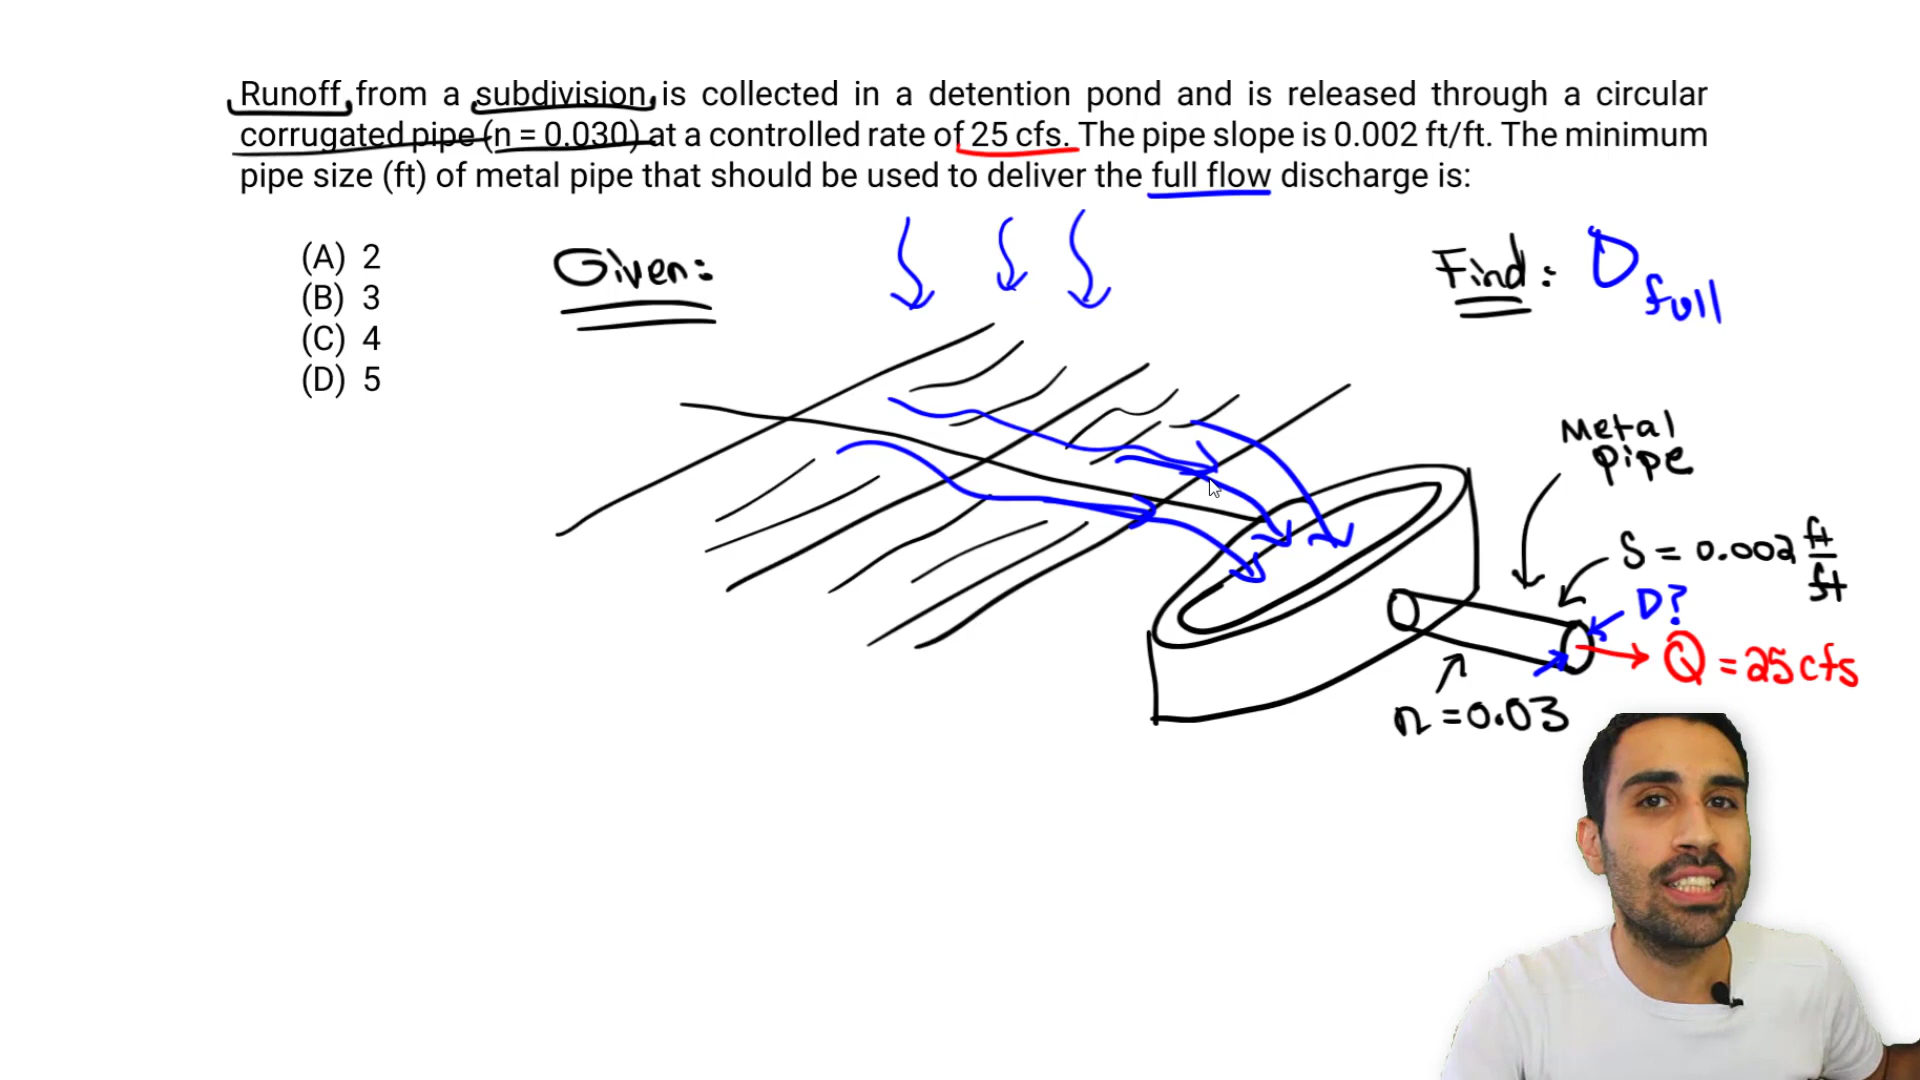 Runoff from a subdivision is collected in a detention pond and is released through a circular
corrugated pipe (n = 0.030) at a controlled rate of 25 cfs. The pipe slope is 0.002 ft/ft. The minimum
pipe size (ft) of metal pipe that should be used to deliver the full flow discharge is:
(A) 2
(B) 3
(C) 4
(D) 5
Given:
Find: D full
Metal
pipe
S = 0.002 ft/ft
D?
Q = 25 cfs
n = 0.03